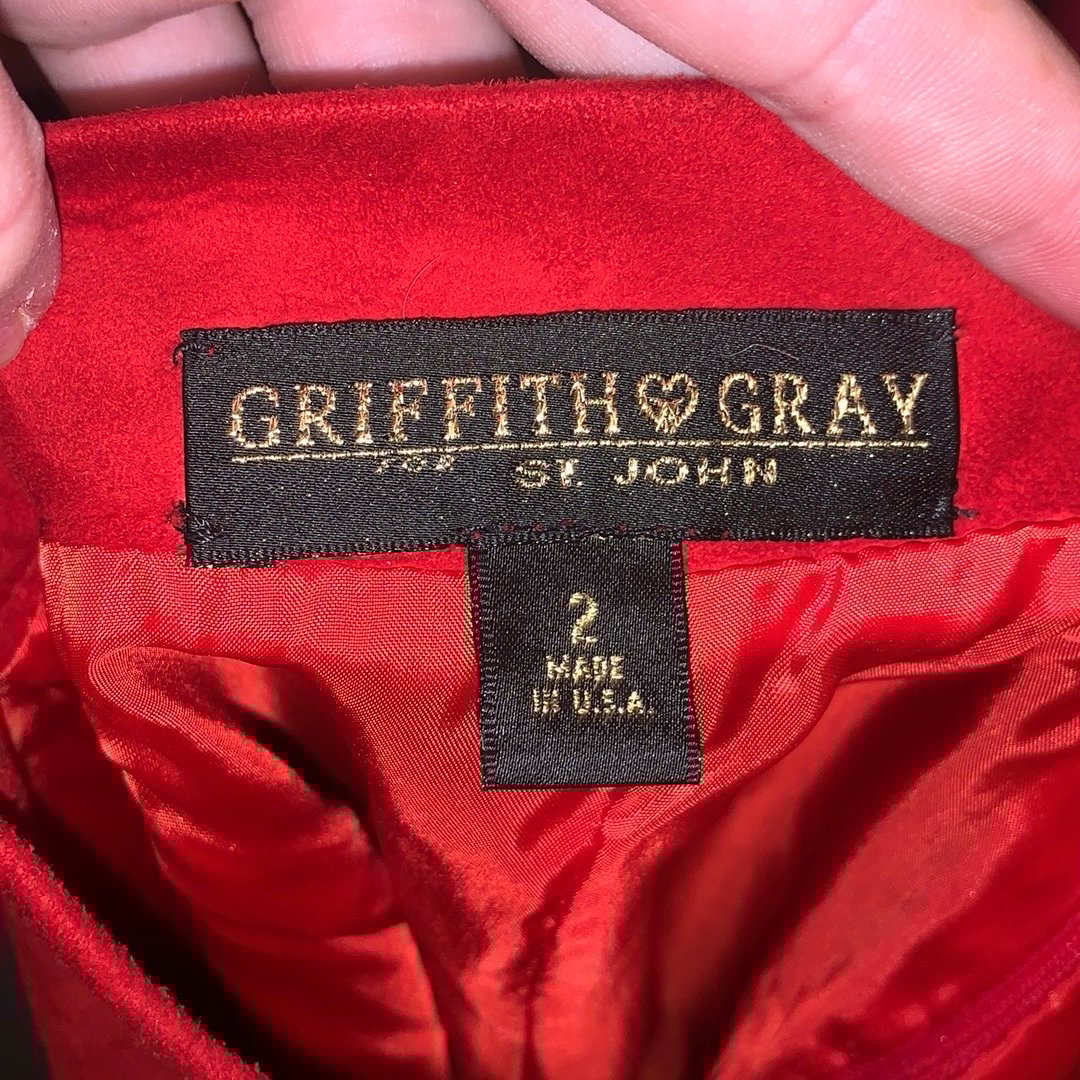 GRIFFITH♡GRAY
FOR ST. JOHN
2
MADE
IN U.S.A.